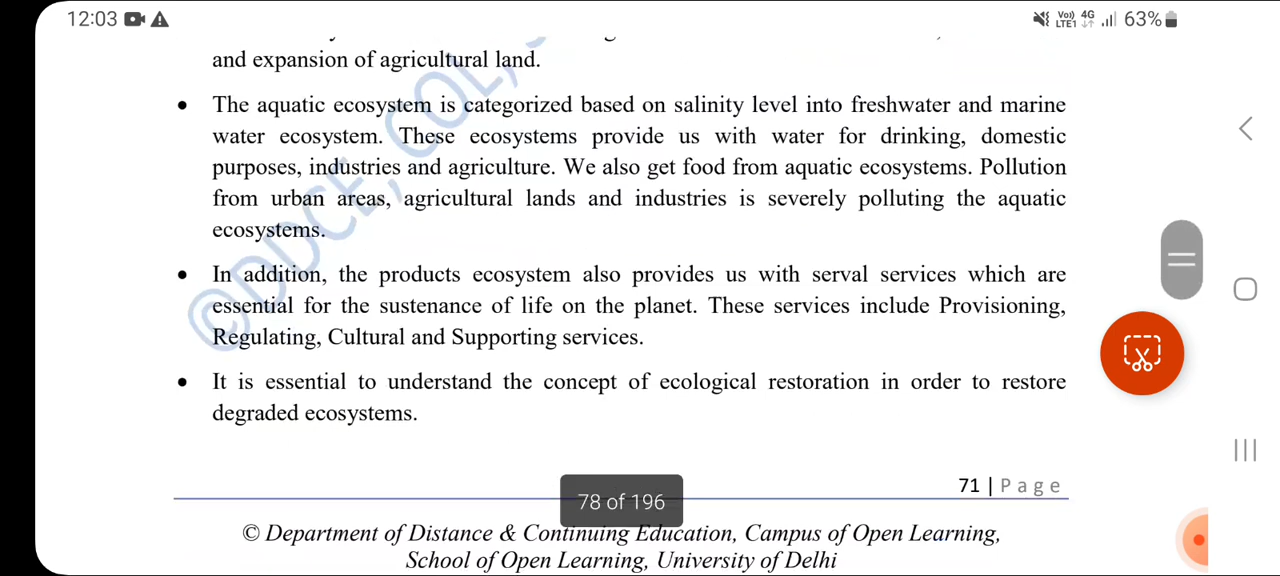 12:03
Vo)) 4G
LTE1 63%
and expansion of agricultural land.
• The aquatic ecosystem is categorized based on salinity level into freshwater and marine
water ecosystem. These ecosystems provide us with water for drinking, domestic
purposes, industries and agriculture. We also get food from aquatic ecosystems. Pollution
from urban areas, agricultural lands and industries is severely polluting the aquatic
ecosystems.
• In addition, the products ecosystem also provides us with serval services which are
essential for the sustenance of life on the planet. These services include Provisioning,
Regulating, Cultural and Supporting services.
• It is essential to understand the concept of ecological restoration in order to restore
degraded ecosystems.
71 | Page
78 of 196
© Department of Distance & Continuing Education, Campus of Open Learning,
School of Open Learning, University of Delhi
©DDCE, COL,